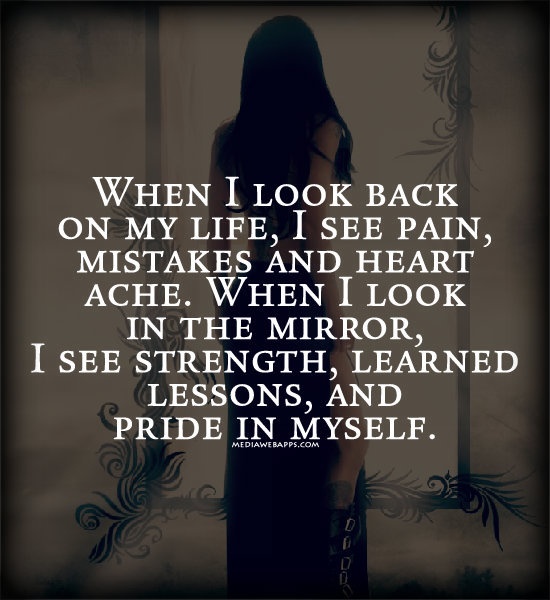 When I look back
on my life, I see pain,
mistakes and heart
ache. When I look
in the mirror,
I see strength, learned
lessons, and
pride in myself.
MEDIAWEBAPPS.COM